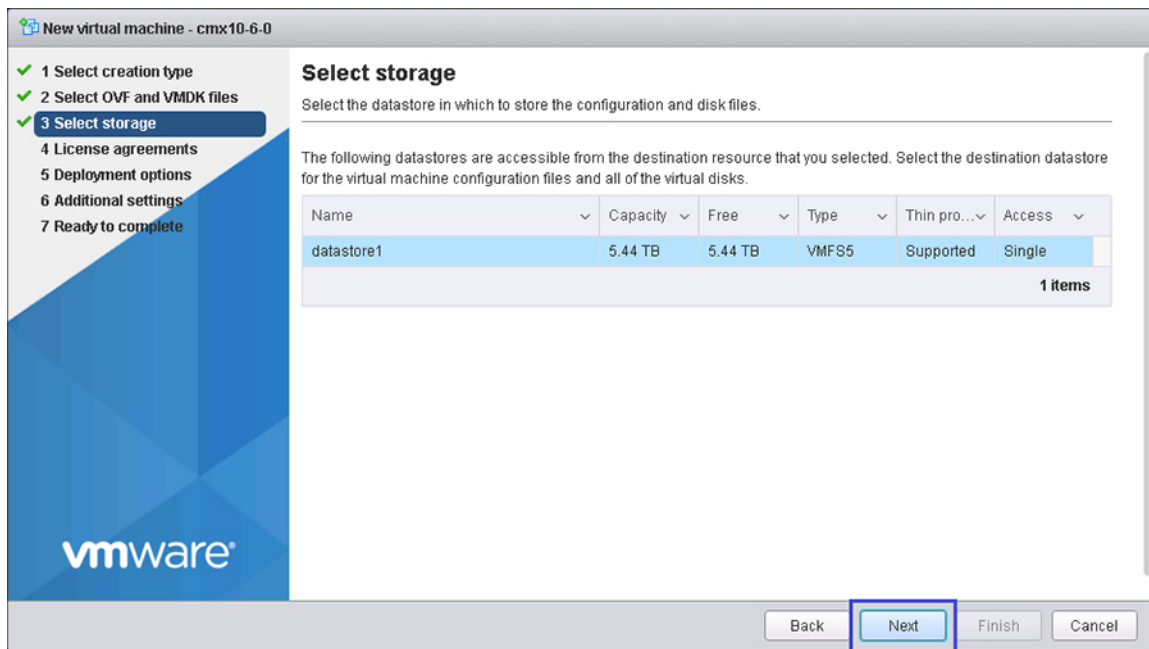 New virtual machine - cmx10-6-0
1 Select creation type
2 Select OVF and VMDK files
3 Select storage
4 License agreements
5 Deployment options
6 Additional settings
7 Ready to complete
vmware®
Select storage
Select the datastore in which to store the configuration and disk files.
The following datastores are accessible from the destination resource that you selected. Select the destination datastore
for the virtual machine configuration files and all of the virtual disks.
Name Capacity Free Type Thin pro... Access
datastore1 5.44 TB 5.44 TB VMFS5 Supported Single
1 items
Back Next Finish Cancel